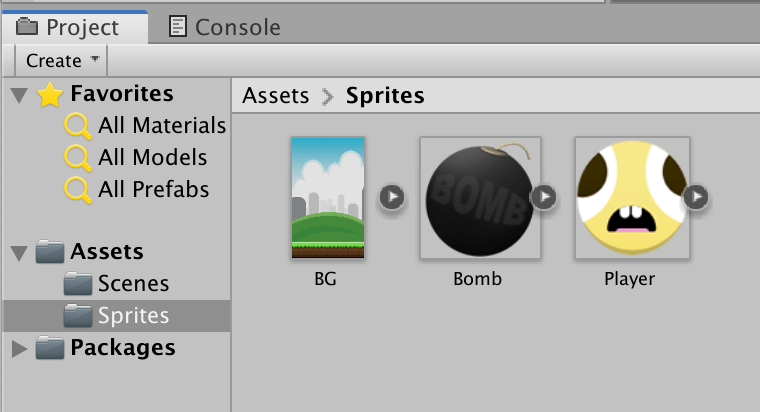 Project Console
Create
Favorites
All Materials
All Models
All Prefabs
Assets
Scenes
Sprites
Packages
Assets > Sprites
BOMB
BG Bomb Player